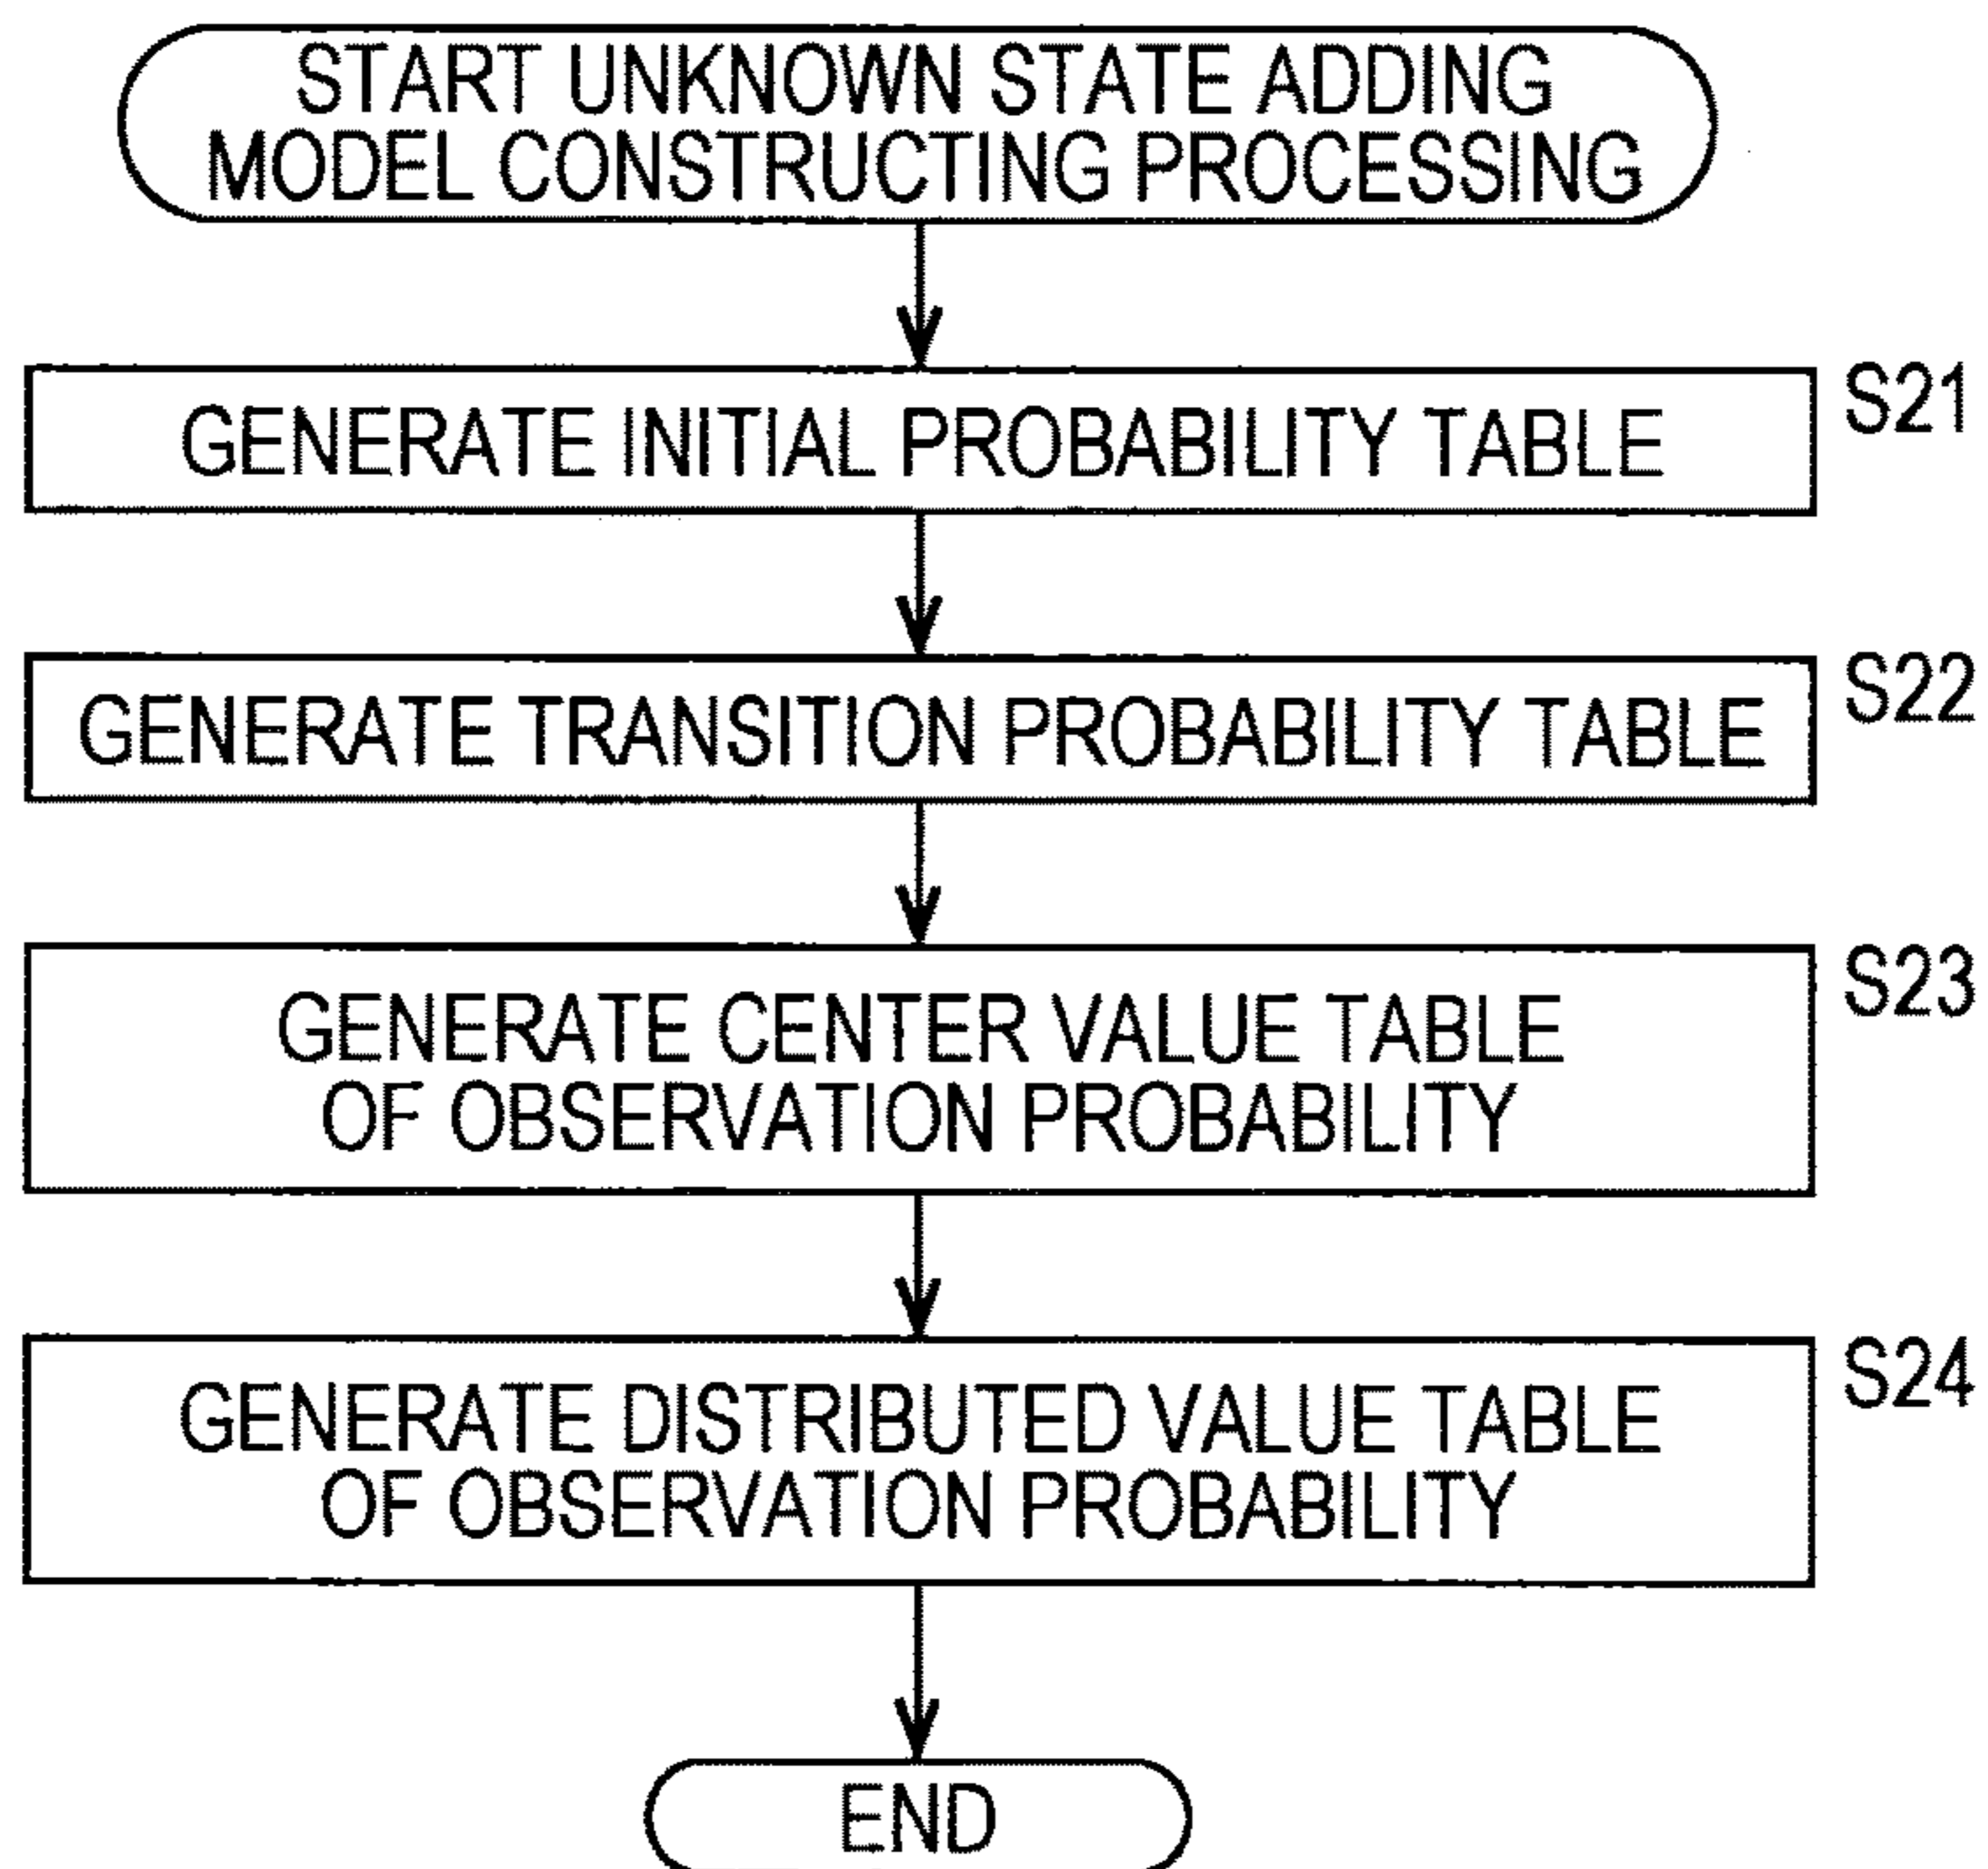 START UNKNOWN STATE ADDING
MODEL CONSTRUCTING PROCESSING
GENERATE INITIAL PROBABILITY TABLE
S21
GENERATE TRANSITION PROBABILITY TABLE
S22
GENERATE CENTER VALUE TABLE
OF OBSERVATION PROBABILITY
S23
GENERATE DISTRIBUTED VALUE TABLE
OF OBSERVATION PROBABILITY
S24
END